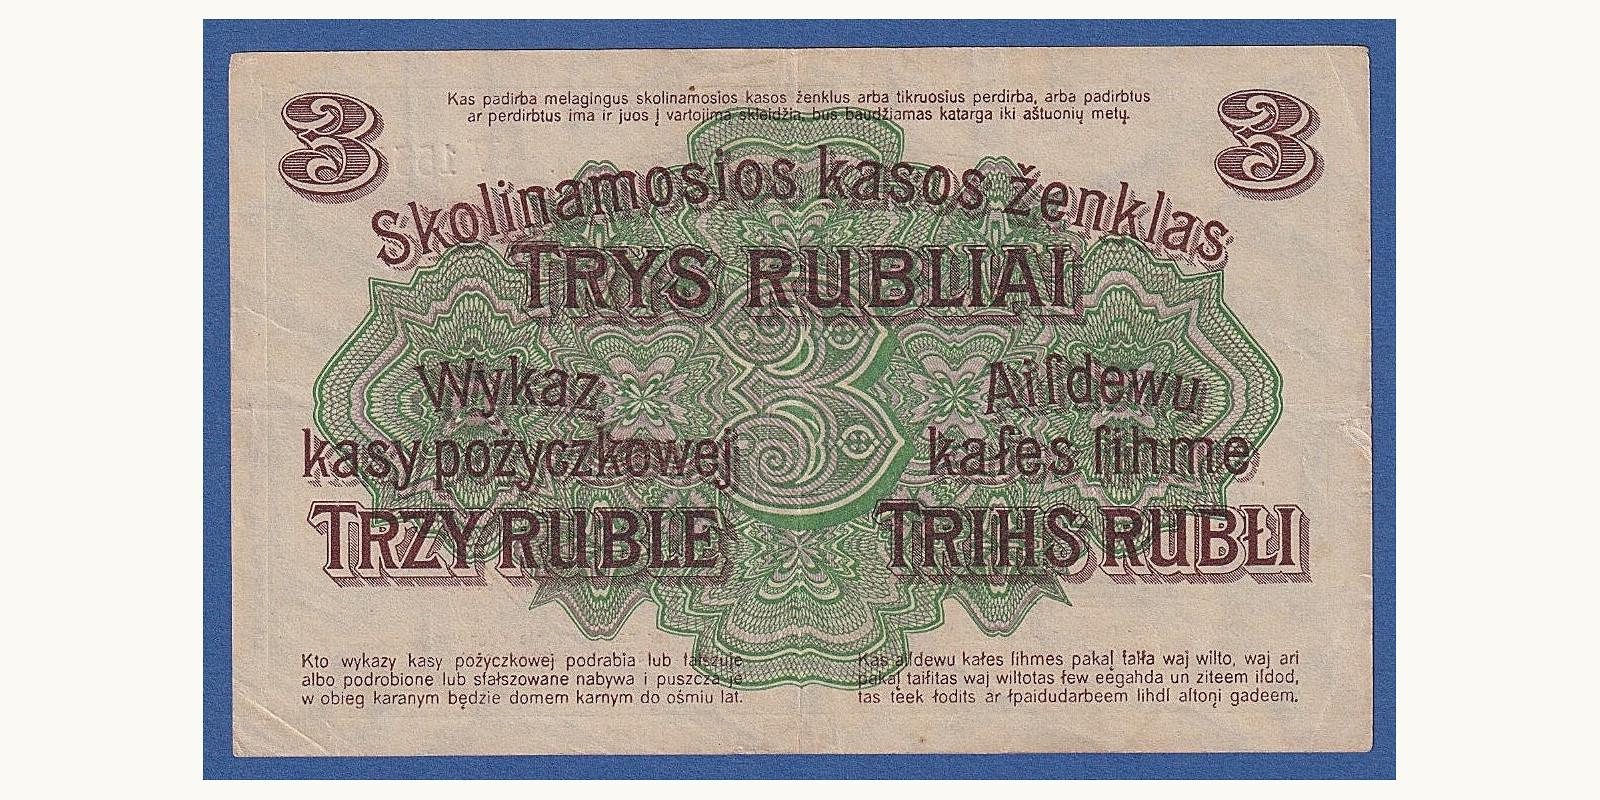 3
3
Kas padirba melagingus skolinamosios kasos ženklus arba tikruosius perdirba, arba padirbtus
ar perdirbtus ima ir juos į vartojimą skleidžia, bus baudžiamas katarga iki aštuonių metų.
Skolinamosios kasos ženklas
TRYS RUBLIAI
3
Wykaz
kasy pożyczkowej
TRZY RUBLE
Aiſdewu
kaſes ſihme
TRIHS RUBŁI
Kto wykazy kasy pożyczkowej podrabia lub fałszuje
albo podrobione lub sfałszowane nabywa i puszcza je
w obieg karanym będzie domem karnym do ośmiu lat.
Kas aiſdewu kaſes ſihmes pakaļ taiſa waj wilto, waj ari
pakaļ taiſitas waj wiltotas ſew eegahda un ziteem iſdod,
tas teek ſodits ar ſpaidudarbeem lihdſ aſtoņi gadeem.